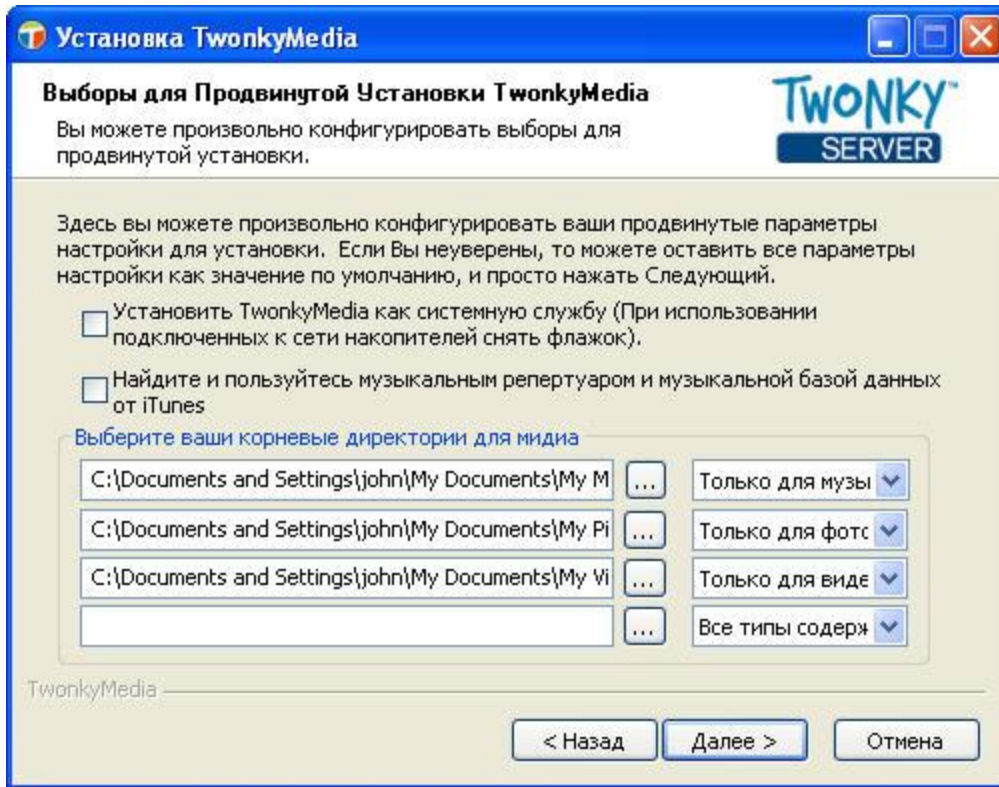 Установка TwonkyMedia
Выборы для Продвинутой Установки TwonkyMedia
Вы можете произвольно конфигурировать выборы для
продвинутой установки.
TWONKY™
SERVER
Здесь вы можете произвольно конфигурировать ваши продвинутые параметры
настройки для установки. Если Вы неуверены, то можете оставить все параметры
настройки как значение по умолчанию, и просто нажать Следующий.
Установить TwonkyMedia как системную службу (При использовании
подключенных к сети накопителей снять флажок).
Найдите и пользуйтесь музыкальным репертуаром и музыкальной базой данных
от iTunes
Выберите ваши корневые директории для мидиа
C:\Documents and Settings\john\My Documents\My M ... Только для музы
C:\Documents and Settings\john\My Documents\My Pi ... Только для фото
C:\Documents and Settings\john\My Documents\My Vi ... Только для виде
... Все типы содерж
TwonkyMedia
< Назад Далее > Отмена